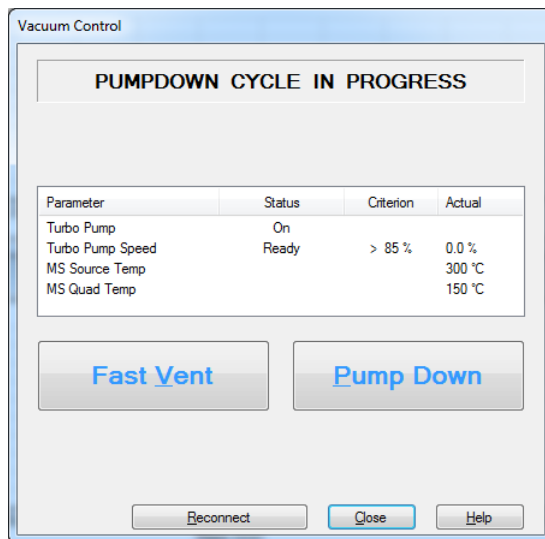 Vacuum Control
PUMPDOWN CYCLE IN PROGRESS
Parameter Status Criterion Actual
Turbo Pump On
Turbo Pump Speed Ready > 85 % 0.0 %
MS Source Temp 300 °C
MS Quad Temp 150 °C
Fast Vent Pump Down
Reconnect Close Help